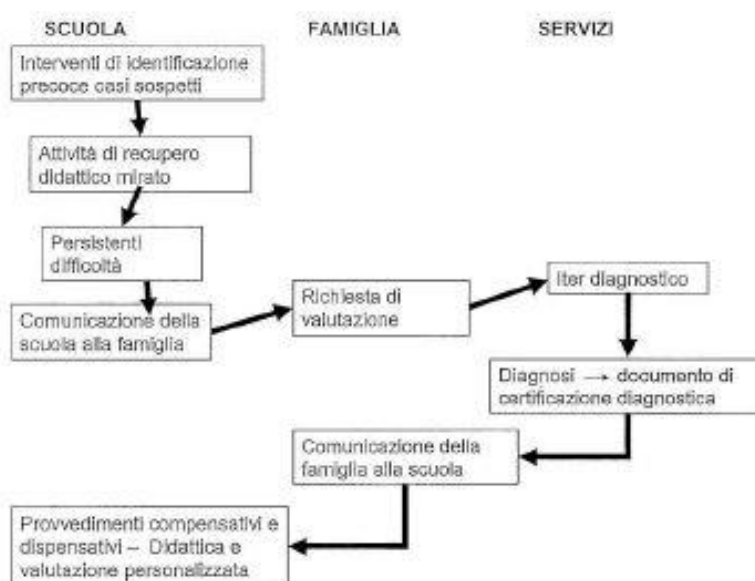 SCUOLA FAMIGLIA SERVIZI
Interventi di identificazione
precoce casi sospetti
Attività di recupero
didattico mirato
Persistenti
difficoltà
Comunicazione della
scuola alla famiglia
Richiesta di
valutazione
Iter diagnostico
Diagnosi → documento di
certificazione diagnostica
Comunicazione della
famiglia alla scuola
Provvedimenti compensativi e
dispensativi – Didattica e
valutazione personalizzata